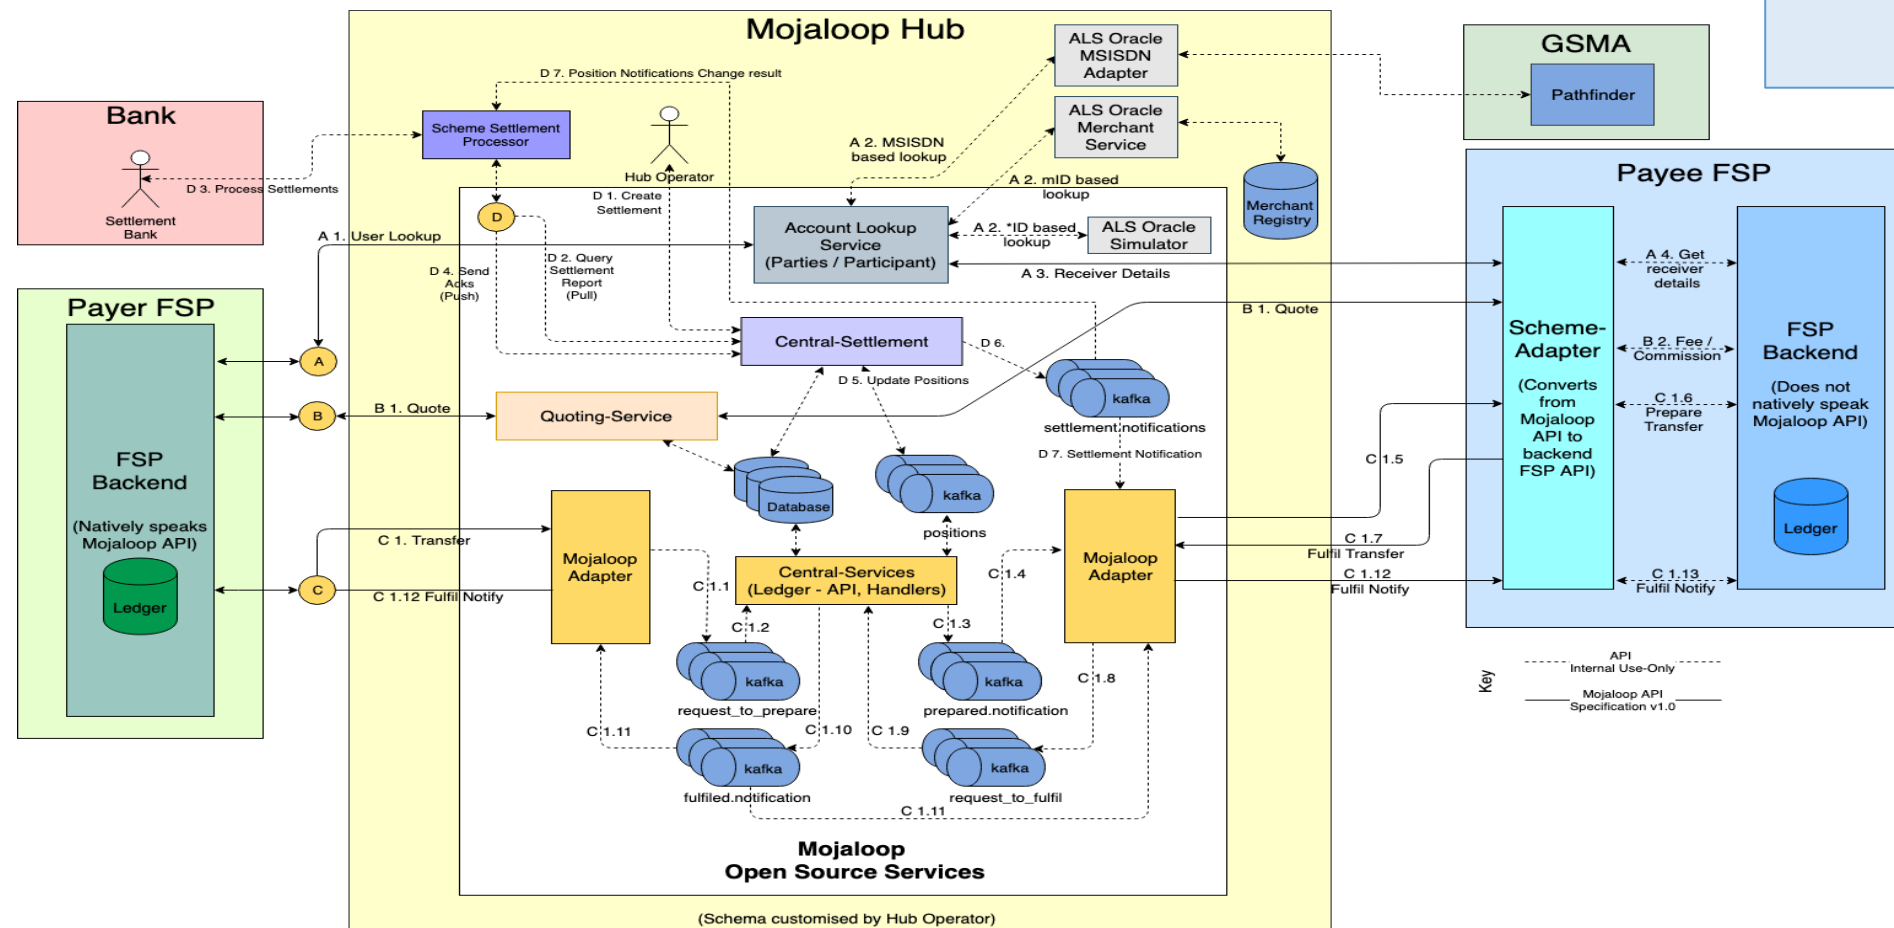 Mojaloop Hub
ALS Oracle
MSISDN
Adapter
GSMA
Pathfinder
D 7. Position Notifications Change result
Bank
Scheme Settlement
Processor
ALS Oracle
Merchant
Service
A 2. MSISDN
based lookup
Payee FSP
Hub Operator
D 3. Process Settlements
A 2. mID based
lookup
Merchant
Registry
D 1. Create
Settlement
Settlement
Bank
D
Account Lookup
Service
(Parties / Participant)
A 2. *ID based
lookup
ALS Oracle
Simulator
A 1. User Lookup
D 4. Send
Acks
(Push)
D 2. Query
Settlement
Report
(Pull)
A 3. Receiver Details
A 4. Get
receiver
details
Payer FSP
B 1. Quote
Central-Settlement
D 6.
Scheme-
Adapter
(Converts
from
Mojaloop
API to
backend
FSP API)
B 2. Fee /
Commission
FSP
Backend
(Does not
natively speak
Mojaloop API)
A
D 5. Update Positions
kafka
settlement.notifications
C 1.6
Prepare
Transfer
B
B 1. Quote
Quoting-Service
D 7. Settlement Notification
C 1.5
FSP
Backend
(Natively speaks
Mojaloop API)
Database
kafka
positions
Ledger
C 1. Transfer
Mojaloop
Adapter
Central-Services
(Ledger - API, Handlers)
Mojaloop
Adapter
C 1.7
Fulfil Transfer
C 1.1
C 1.4
C 1.12
Fulfil Notify
C 1.13
Fulfil Notify
Ledger
C
C 1.12 Fulfil Notify
C 1.2
C 1.3
kafka
request_to_prepare
kafka
prepared.notification
C 1.8
Key
API
Internal Use-Only
Mojaloop API
Specification v1.0
C 1.11
C 1.10
C 1.9
kafka
fulfiled.notification
kafka
request_to_fulfil
C 1.11
Mojaloop
Open Source Services
(Schema customised by Hub Operator)